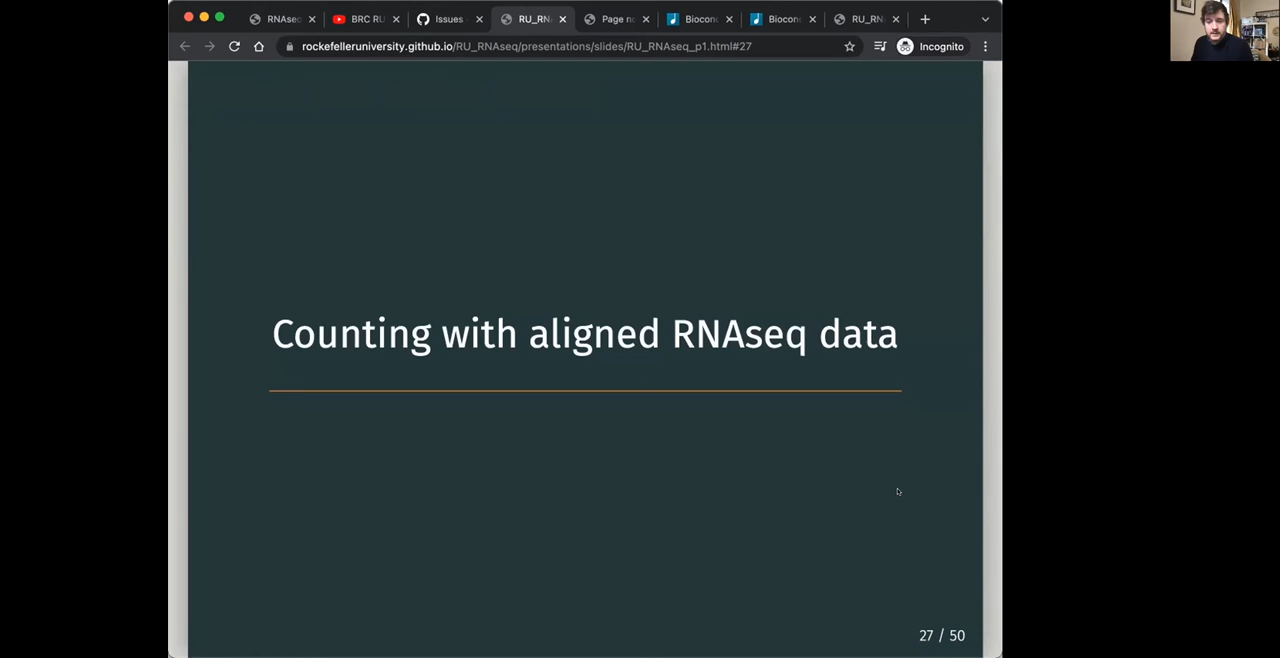 RNAseq
BRC RU
Issues
RU_RN
Page n
Biocon
Biocon
RU_RN
rockefelleruniversity.github.io/RU_RNAseq/presentations/slides/RU_RNAseq_p1.html#27
Incognito
Counting with aligned RNAseq data
27 / 50